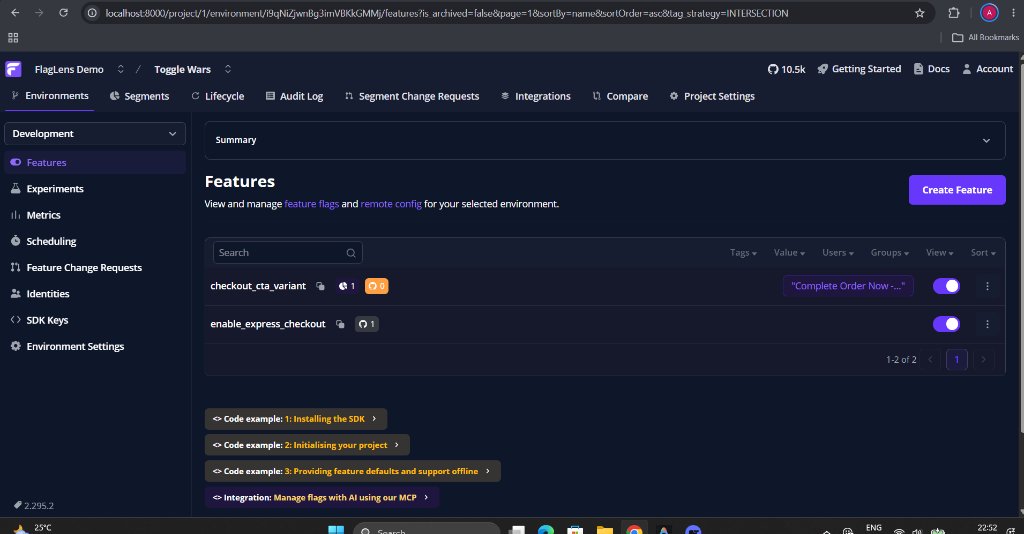 localhost:8000/project/1/environment/i9qNiZjwnBg3imVBKkGMMj/features?is_archived=false&page=1&sortBy=name&sortOrder=asc&tag_strategy=INTERSECTION
A
All Bookmarks
FlagLens Demo / Toggle Wars
10.5k Getting Started Docs Account
Environments Segments Lifecycle Audit Log Segment Change Requests Integrations Compare Project Settings
Development
Features
Experiments
Metrics
Scheduling
Feature Change Requests
Identities
SDK Keys
Environment Settings
2.295.2
Summary
Features
View and manage feature flags and remote config for your selected environment.
Create Feature
Search
Tags Value Users Groups View Sort
checkout_cta_variant 1 0 "Complete Order Now -..."
enable_express_checkout 1
1-2 of 2 1
<> Code example: 1: Installing the SDK
<> Code example: 2: Initialising your project
<> Code example: 3: Providing feature defaults and support offline
<> Integration: Manage flags with AI using our MCP
25°C
Search
ENG
22:52